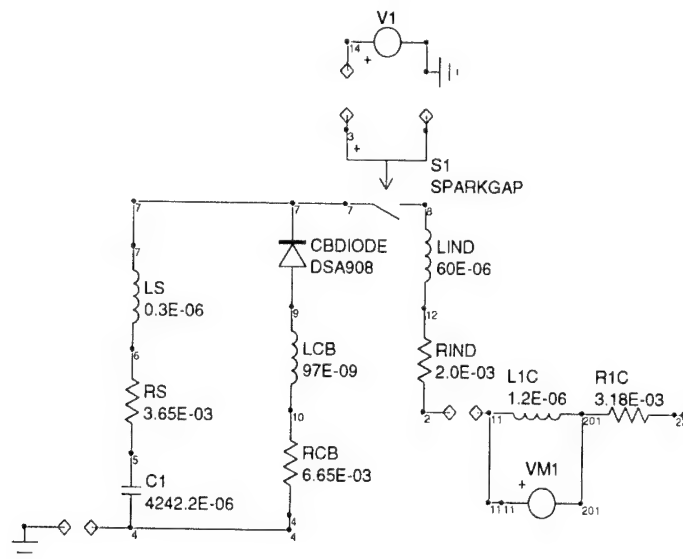 V1
14
+
3
+
S1
SPARKGAP
7
7
7
8
7
CBDIODE
DSA908
LIND
60E-06
LS
0.3E-06
9
12
LCB
97E-09
6
RIND
2.0E-03
L1C
1.2E-06
R1C
3.18E-03
RS
3.65E-03
10
2
11
201
5
RCB
6.65E-03
VM1
+
C1
4242.2E-06
11
11
201
4
4
4